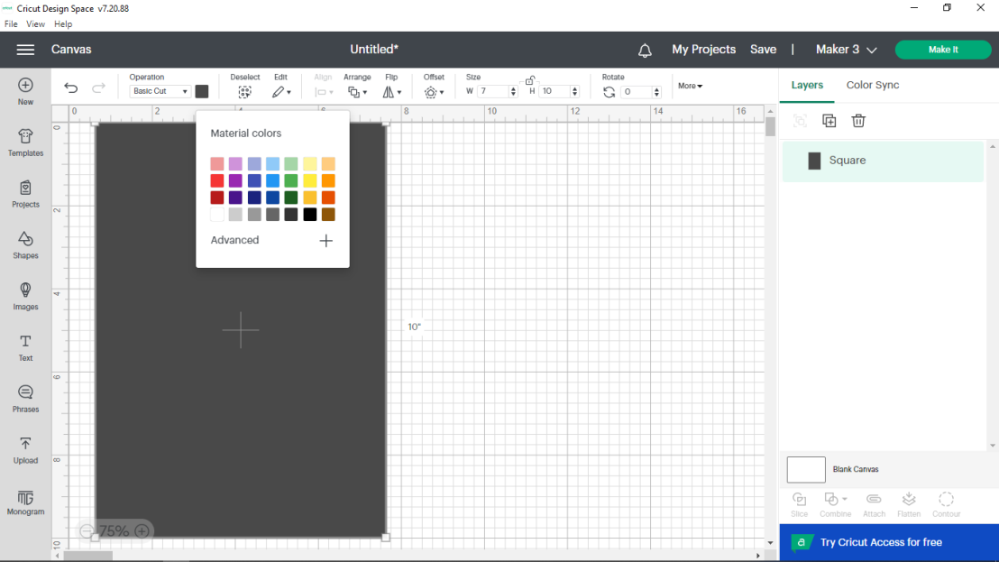 cricut Cricut Design Space v7.20.88
File View Help
Canvas
Untitled*
My Projects Save | Maker 3 Make It
Operation
Basic Cut
Deselect Edit Align Arrange Flip Offset Size
W 7 H 10
Rotate
0
More
Layers Color Sync
New
Templates
Projects
Shapes
Images
Text
Phrases
Upload
Monogram
0 2 4 6 8 10 12 14 16
0
2
4
6
8
10
Material colors
Advanced
10"
75%
Square
Blank Canvas
Slice Combine Attach Flatten Contour
a Try Cricut Access for free